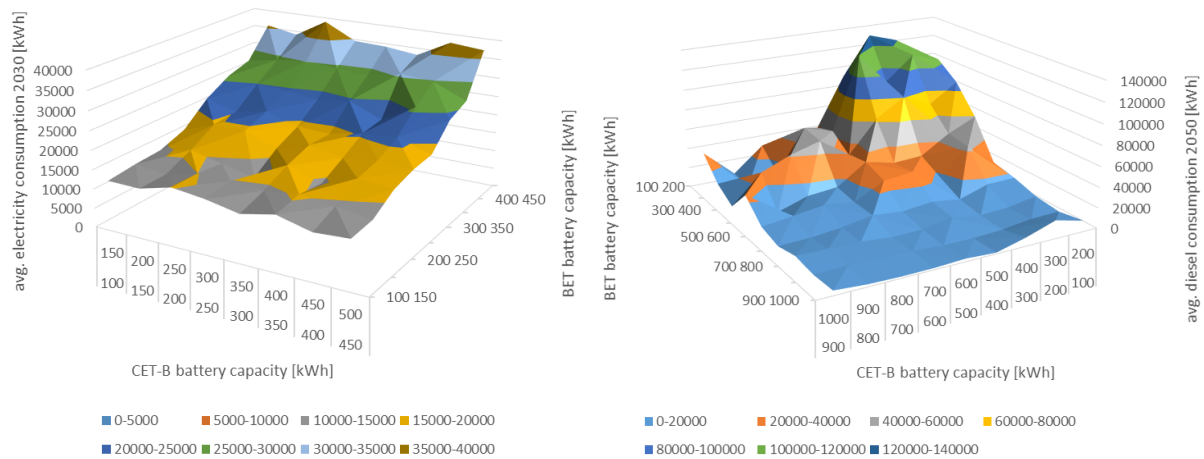 avg. electricity consumption 2030 [kWh]
40000
35000
30000
25000
20000
15000
10000
5000
0
150 200 250 300 350 400 450 500
100 150 200 250 300 350 400 450
CET-B battery capacity [kWh]
400 450
300 350
200 250
100 150
BET battery capacity [kWh]
0-5000 5000-10000 10000-15000 15000-20000
20000-25000 25000-30000 30000-35000 35000-40000
BET battery capacity [kWh]
100 200
300 400
500 600
700 800
900 1000
1000 900 800 700 600 500 400 300 200
900 800 700 600 500 400 300 200 100
CET-B battery capacity [kWh]
140000
120000
100000
80000
60000
40000
20000
0
avg. diesel consumption 2050 [kWh]
0-20000 20000-40000 40000-60000 60000-80000
80000-100000 100000-120000 120000-140000